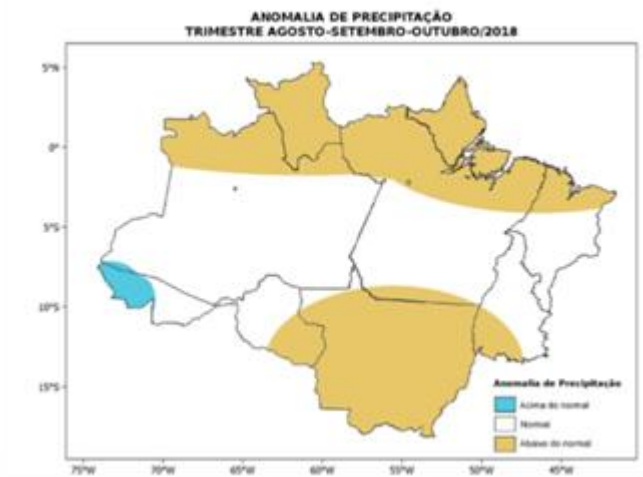 ANOMALIA DE PRECIPITAÇÃO
TRIMESTRE AGOSTO-SETEMBRO-OUTUBRO/2018
5°N
0°
5°S
10°S
15°S
Anomalia de Precipitação
Acima do normal
Normal
Abaixo do normal
75°W 70°W 65°W 60°W 55°W 50°W 45°W